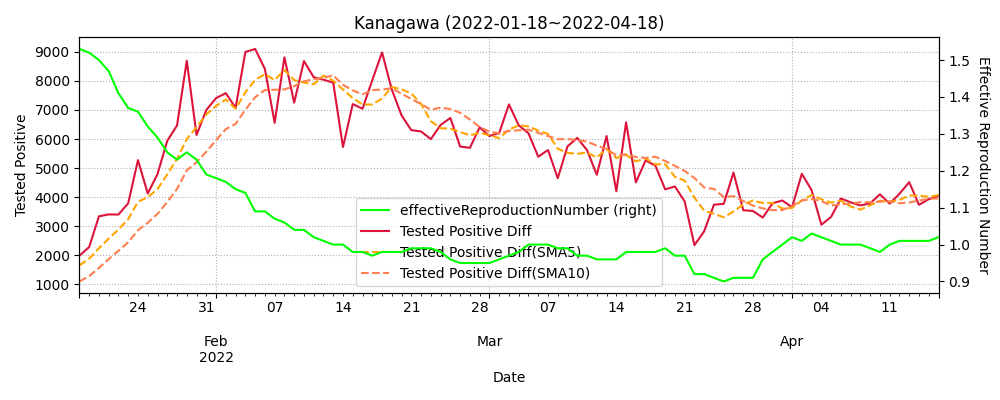 Kanagawa (2022-01-18~2022-04-18)
Tested Positive
9000
8000
7000
6000
5000
4000
3000
2000
1000
1.5
1.4
1.3
1.2
1.1
1.0
0.9
Effective Reproduction Number
effectiveReproductionNumber (right)
Tested Positive Diff
Tested Positive Diff(SMA5)
Tested Positive Diff(SMA10)
24 31 07 14 21 28 07 14 21 28 04 11
Feb Mar Apr
2022
Date